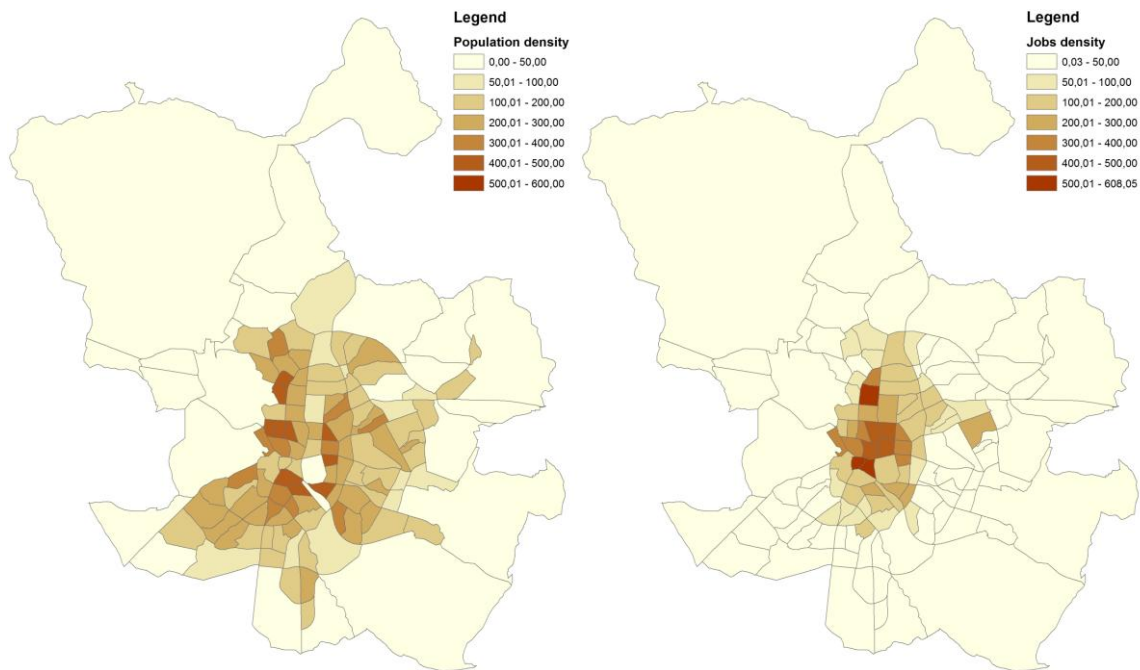 Legend
Population density
0,00 - 50,00
50,01 - 100,00
100,01 - 200,00
200,01 - 300,00
300,01 - 400,00
400,01 - 500,00
500,01 - 600,00
Legend
Jobs density
0,03 - 50,00
50,01 - 100,00
100,01 - 200,00
200,01 - 300,00
300,01 - 400,00
400,01 - 500,00
500,01 - 608,05